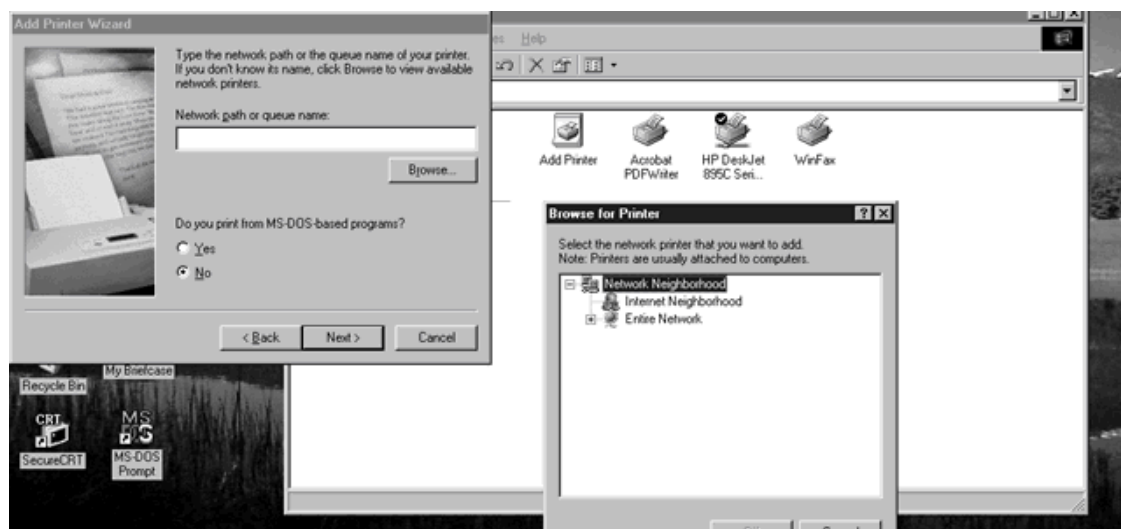 Add Printer Wizard
Type the network path or the queue name of your printer.
If you don't know its name, click Browse to view available
network printers.
Network path or queue name:
Browse...
Do you print from MS-DOS-based programs?
Yes
No
< Back
Next >
Cancel
Help
Add Printer
Acrobat
PDFWriter
HP DeskJet
895C Seri...
WinFax
Browse for Printer
Select the network printer that you want to add.
Note: Printers are usually attached to computers.
Network Neighborhood
Internet Neighborhood
Entire Network
Recycle Bin
My Briefcase
CRT
SecureCRT
MS
DOS
MS-DOS
Prompt